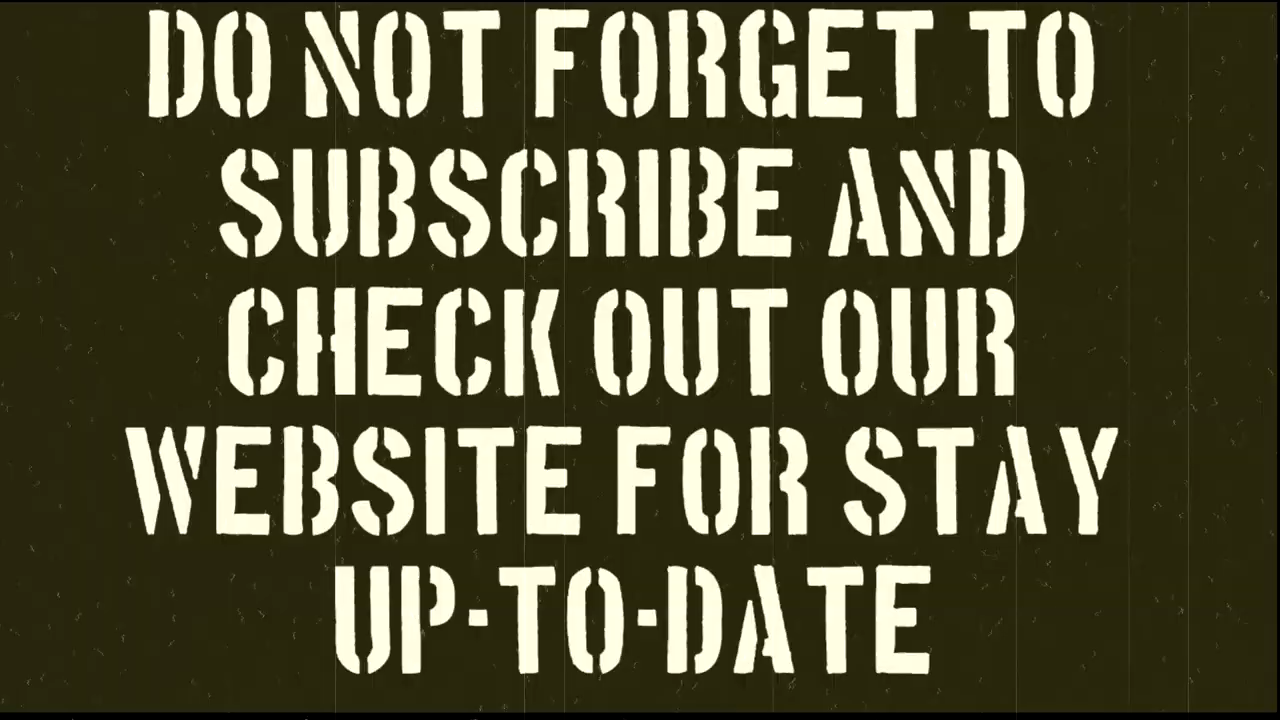 DO NOT FORGET TO
SUBSCRIBE AND
CHECK OUT OUR
WEBSITE FOR STAY
UP-TO-DATE